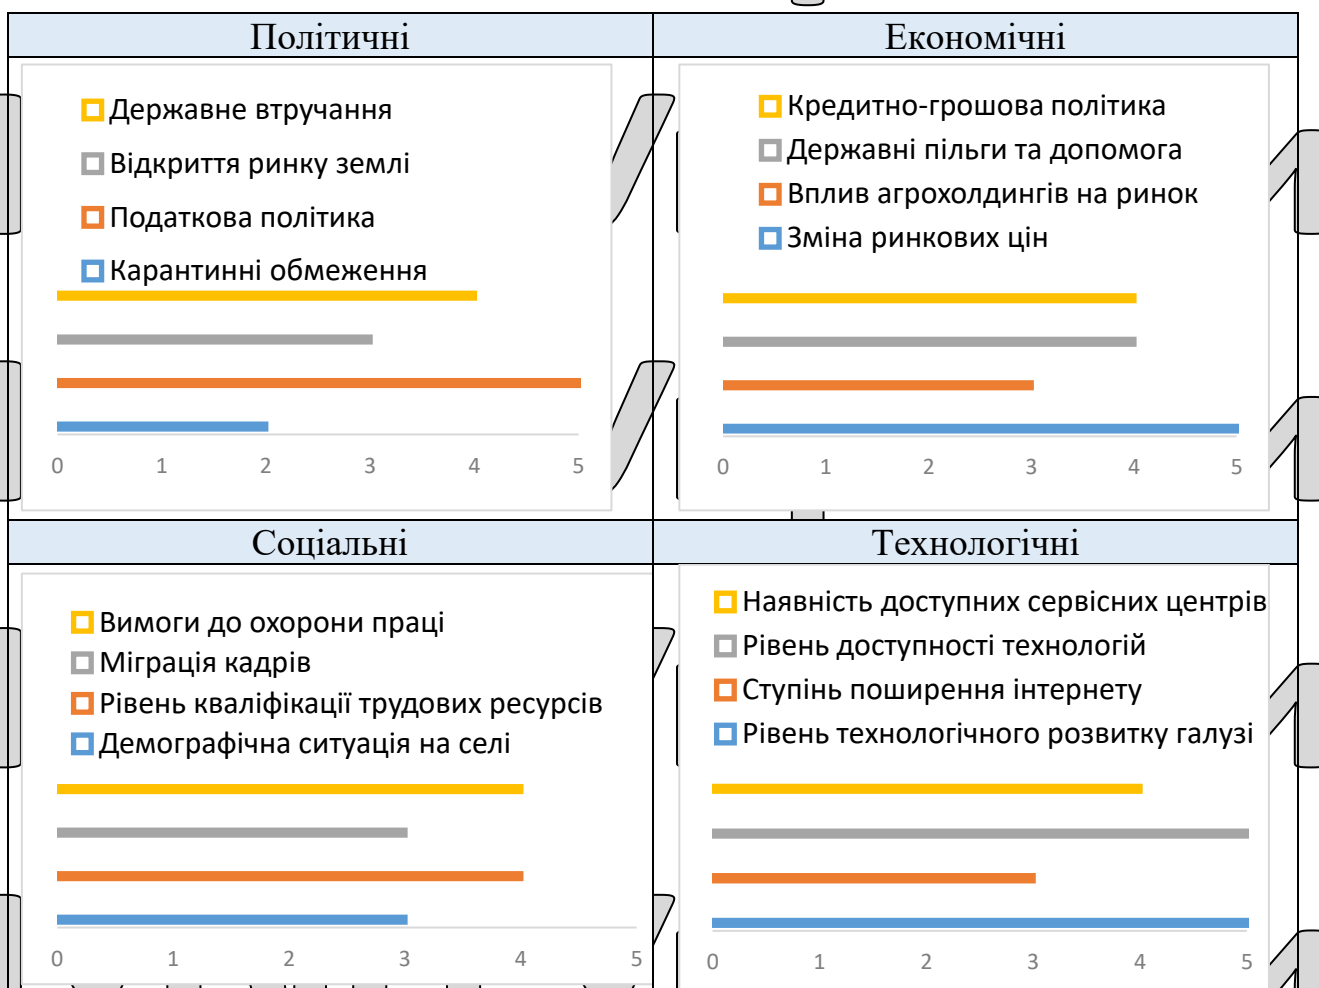 Політичні
Економічні
Державне втручання
Відкриття ринку землі
Податкова політика
Карантинні обмеження
0 1 2 3 4 5
Кредитно-грошова політика
Державні пільги та допомога
Вплив агрохолдингів на ринок
Зміна ринкових цін
0 1 2 3 4 5
Соціальні
Технологічні
Вимоги до охорони праці
Міграція кадрів
Рівень кваліфікації трудових ресурсів
Демографічна ситуація на селі
0 1 2 3 4 5
Наявність доступних сервісних центрів
Рівень доступності технологій
Ступінь поширення інтернету
Рівень технологічного розвитку галузі
0 1 2 3 4 5